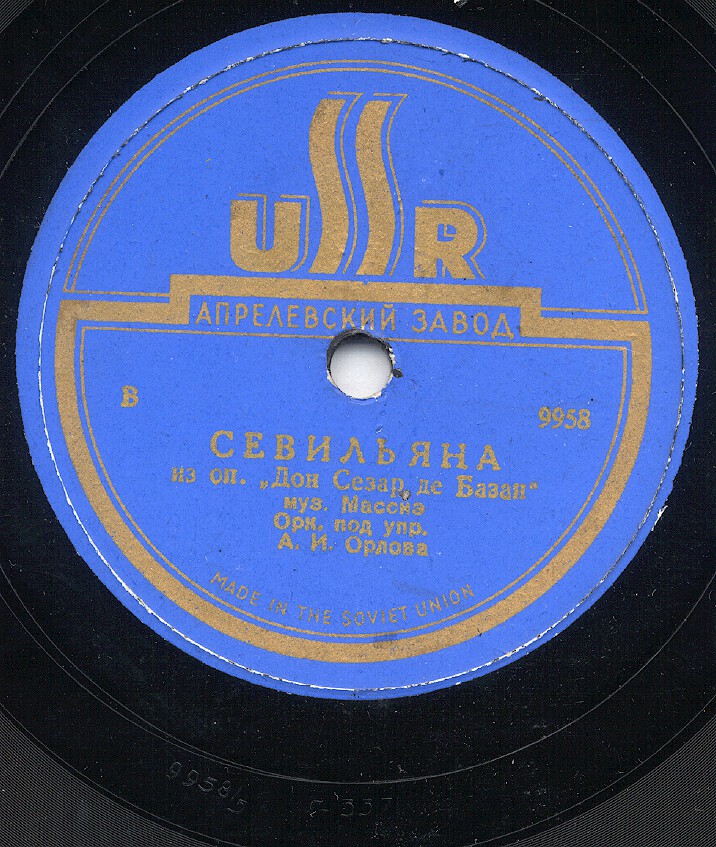 USSR
АПРЕЛЕВСКИЙ ЗАВОД
В 9958
СЕВИЛЬЯНА
из оп. „Дон Сезар де Базан“
муз. Массиэ
Орк. под упр.
А. И. Орлова
MADE IN THE SOVIET UNION